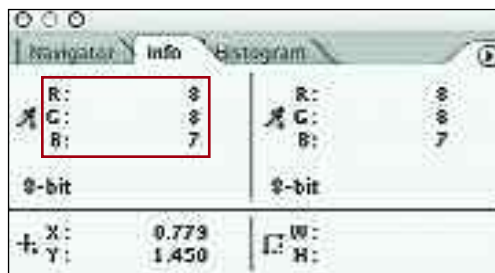 Navigator Info Histogram
R: 8 R: 8
G: 8 G: 8
B: 7 B: 7
8-bit 8-bit
X: 0.779 W:
Y: 1.450 H: